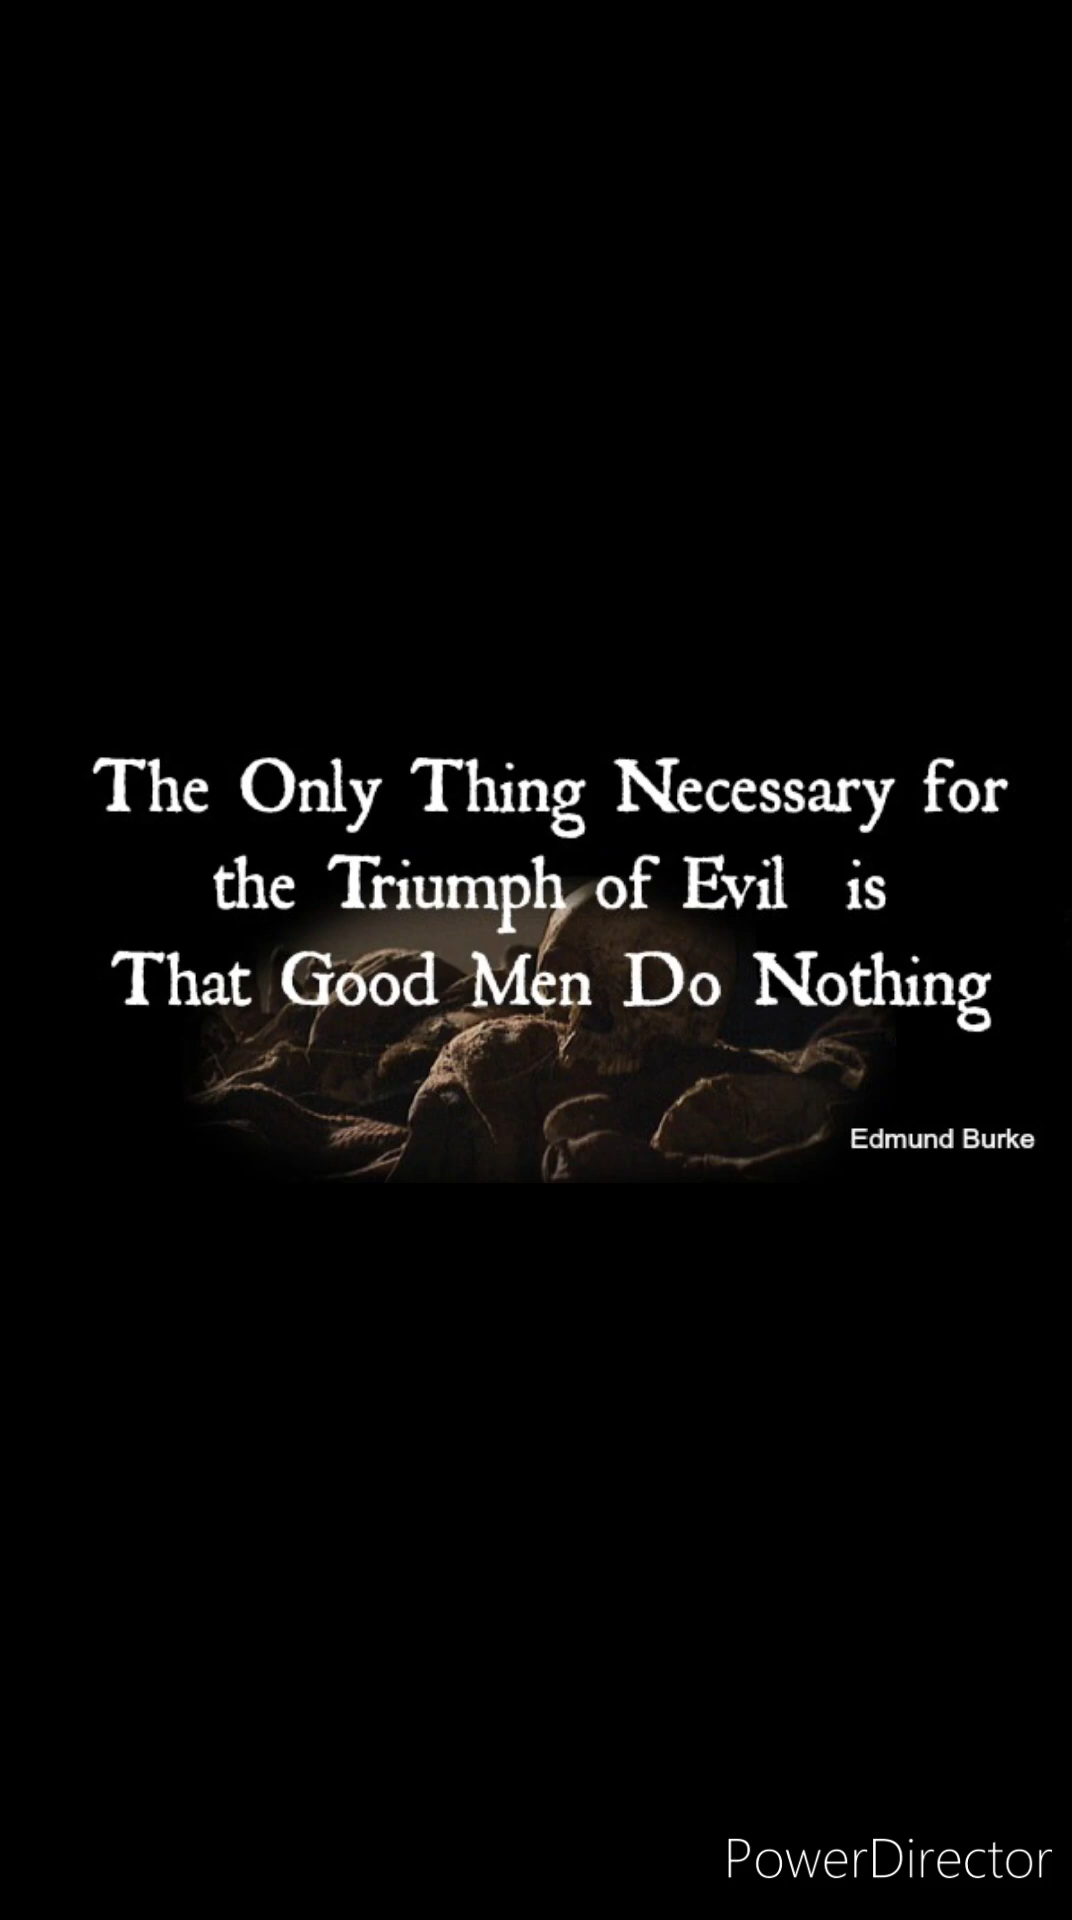 The Only Thing Necessary for
the Triumph of Evil is
That Good Men Do Nothing
Edmund Burke
PowerDirector